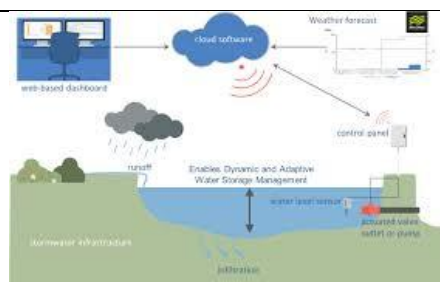 Weather forecast
cloud software
web-based dashboard
control panel
runoff
Enables Dynamic and Adaptive
Water Storage Management
water level sensor
actuated valve
outlet or pump
stormwater infrastructure
infiltration